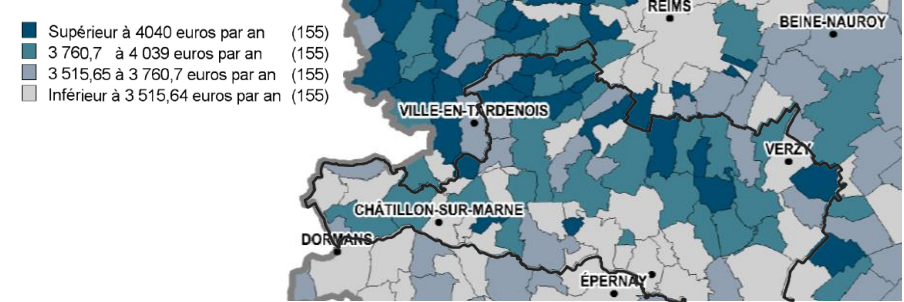 Supérieur à 4040 euros par an (155)
3 760,7 à 4 039 euros par an (155)
3 515,65 à 3 760,7 euros par an (155)
Inférieur à 3 515,64 euros par an (155)
REIMS
BEINE-NAUROY
VILLE-EN-TARDENOIS
VERZY
CHÂTILLON-SUR-MARNE
DORMANS
ÉPERNAY